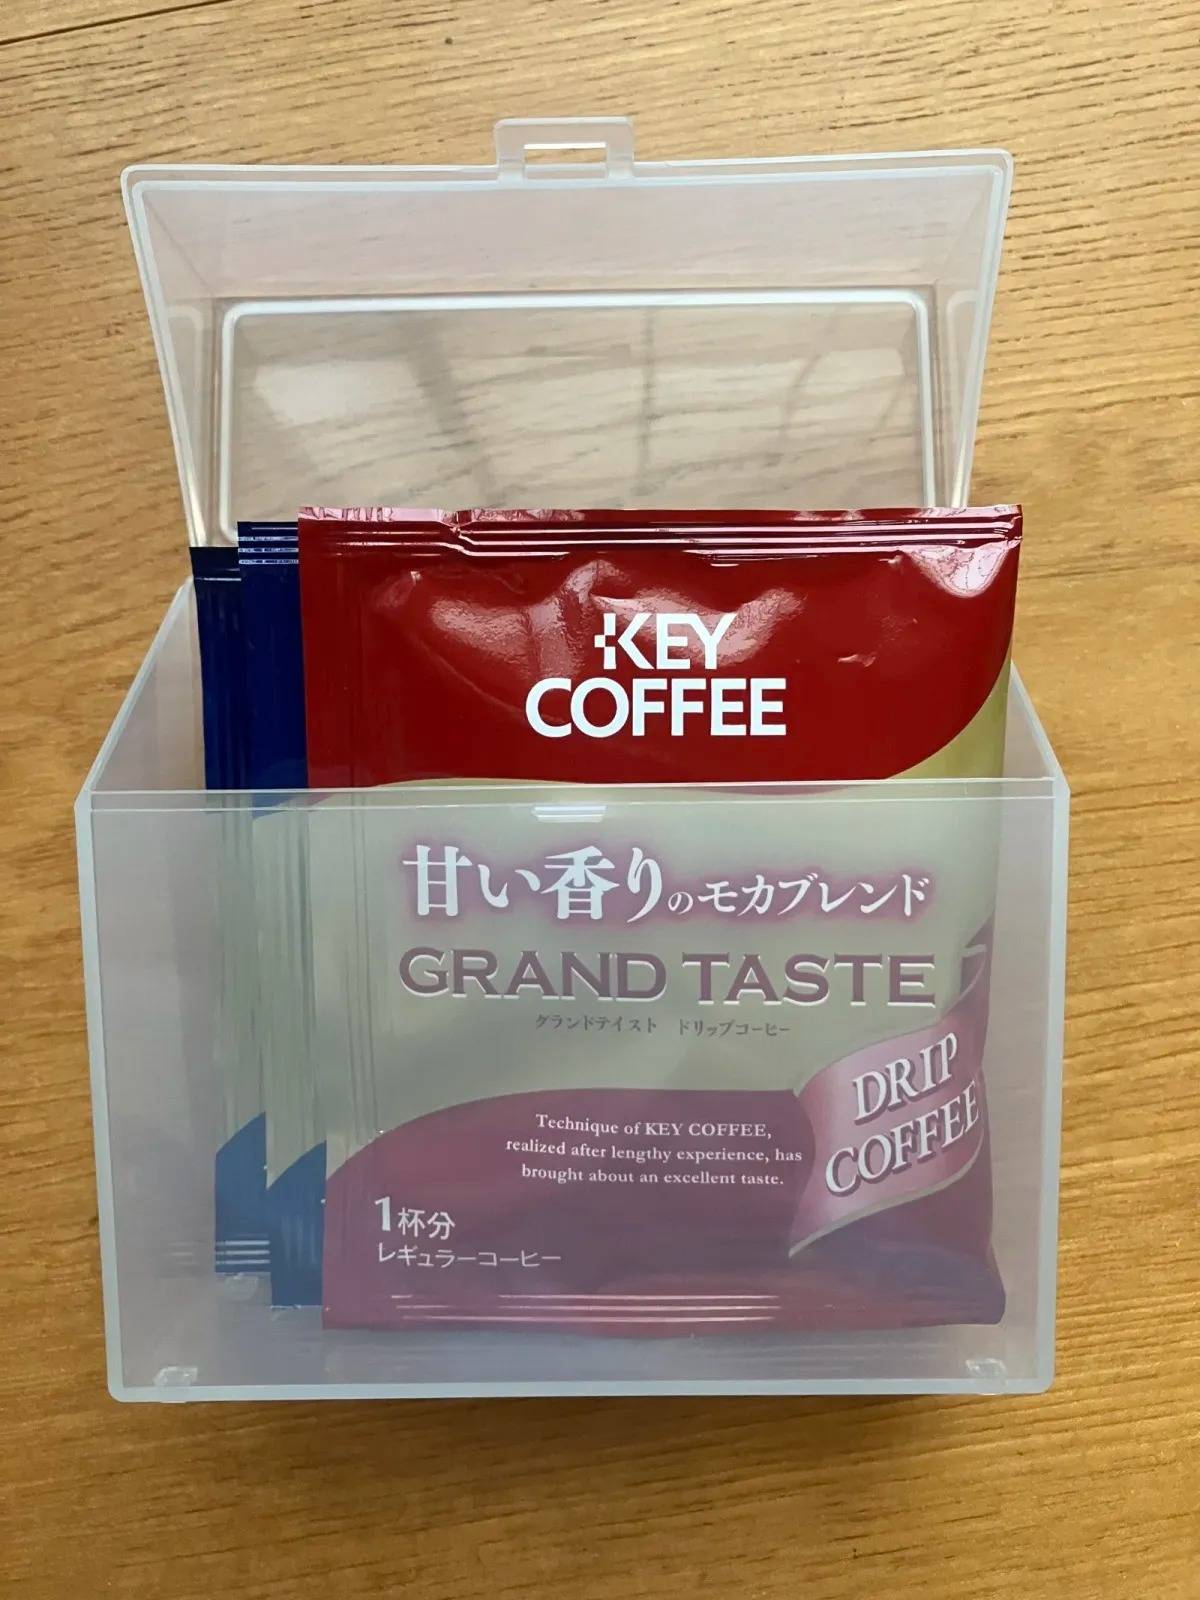 KEY
COFFEE
甘い香りのモカブレンド
GRAND TASTE
グランドテイスト ドリップコーヒー
DRIP
COFFEE
Technique of KEY COFFEE,
realized after lengthy experience, has
brought about an excellent taste.
1杯分
レギュラーコーヒー